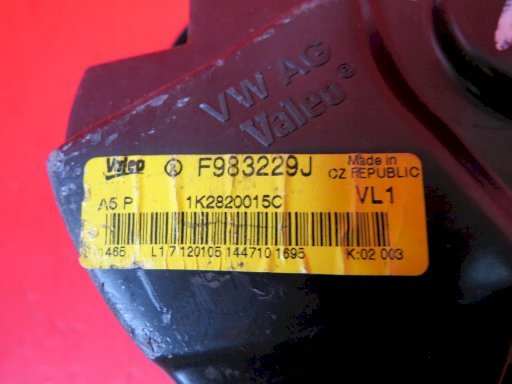 VW AG
Valeo®
Valeo F983229J Made in
CZ REPUBLIC
A5 P 1K2820015C VL1
1465 L1 7 120105 144710 1695 K:02 003